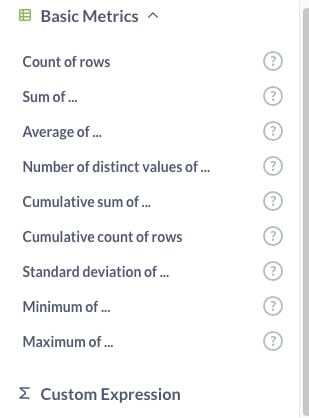 Basic Metrics
Count of rows ?
Sum of ... ?
Average of ... ?
Number of distinct values of ... ?
Cumulative sum of ... ?
Cumulative count of rows ?
Standard deviation of ... ?
Minimum of ... ?
Maximum of ... ?
Σ Custom Expression